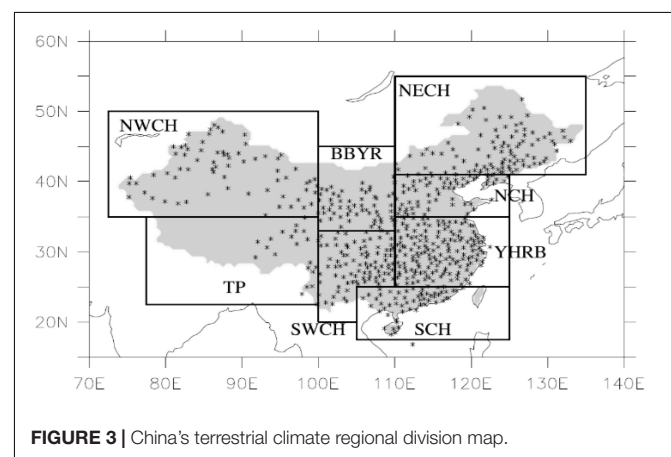 60N
NECH
50N
NWCH
BBYR
40N
NCH
30N
YHRB
TP
20N
SWCH
SCH
70E 80E 90E 100E 110E 120E 130E 140E
FIGURE 3 | China's terrestrial climate regional division map.